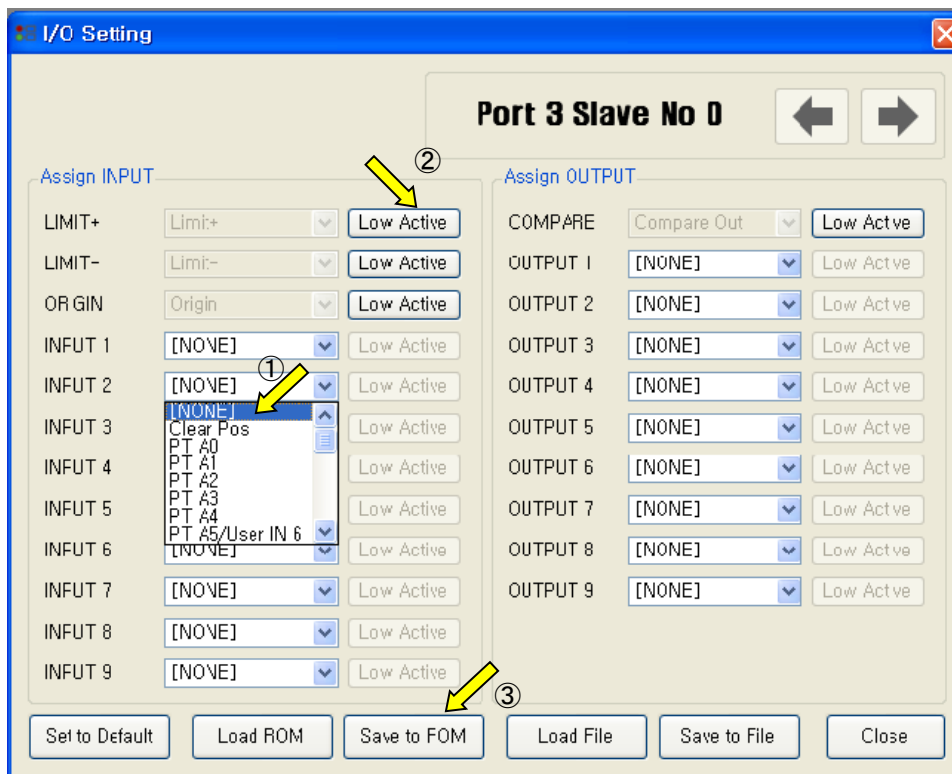 I/O Setting
Port 3 Slave No 0
②
Assign INPUT
LIMIT+ Limit+ Low Active
LIMIT- Limit- Low Active
ORIGIN Origin Low Active
INPUT 1 [NONE] Low Active
①
INPUT 2 [NONE] Low Active
[NONE]
Clear Pos
PT A0
PT A1
PT A2
PT A3
PT A4
PT A5/User IN 6
INPUT 3 Low Active
INPUT 4 Low Active
INPUT 5 Low Active
INPUT 6 [NONE] Low Active
INPUT 7 [NONE] Low Active
INPUT 8 [NONE] Low Active
INPUT 9 [NONE] Low Active
Assign OUTPUT
COMPARE Compare Out Low Active
OUTPUT 1 [NONE] Low Active
OUTPUT 2 [NONE] Low Active
OUTPUT 3 [NONE] Low Active
OUTPUT 4 [NONE] Low Active
OUTPUT 5 [NONE] Low Active
OUTPUT 6 [NONE] Low Active
OUTPUT 7 [NONE] Low Active
OUTPUT 8 [NONE] Low Active
OUTPUT 9 [NONE] Low Active
③
Set to Default Load ROM Save to ROM Load File Save to File Close